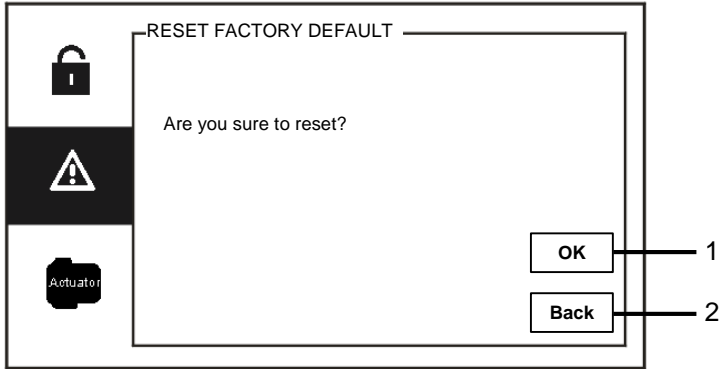 RESET FACTORY DEFAULT
Are you sure to reset?
OK
1
Actuator
Back
2